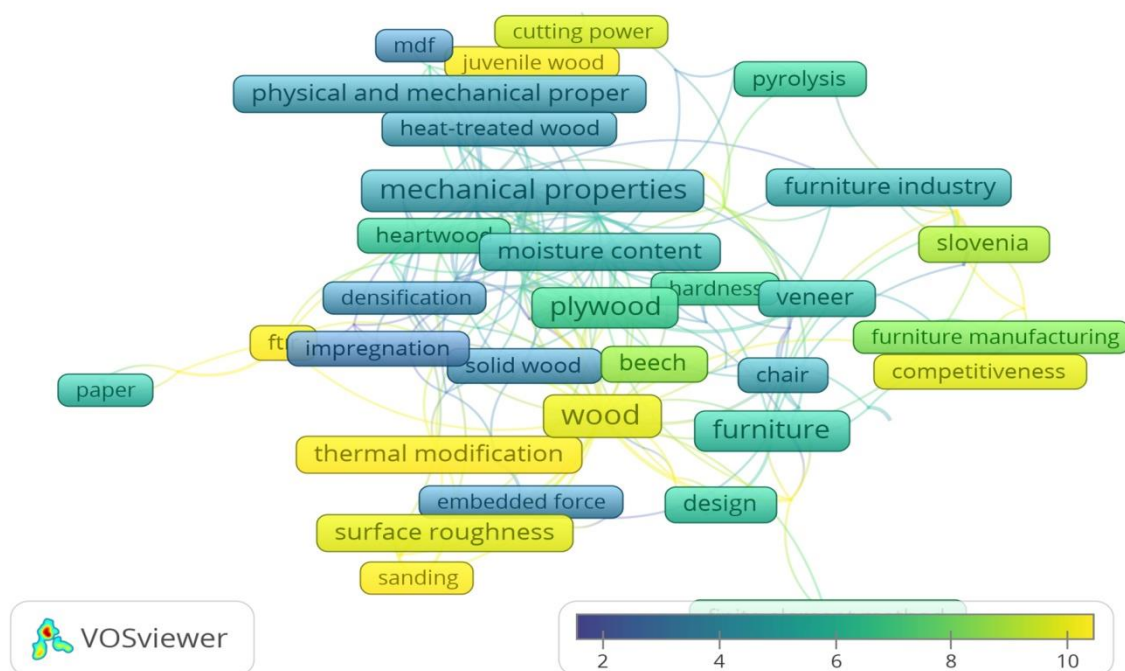 cutting power
mdf
juvenile wood
pyrolysis
physical and mechanical proper
heat-treated wood
mechanical properties
furniture industry
heartwood
slovenia
moisture content
hardness
densification
veneer
plywood
furniture manufacturing
impregnation
solid wood
beech
chair
competitiveness
paper
wood
furniture
thermal modification
embedded force
design
surface roughness
sanding
VOSviewer
2 4 6 8 10